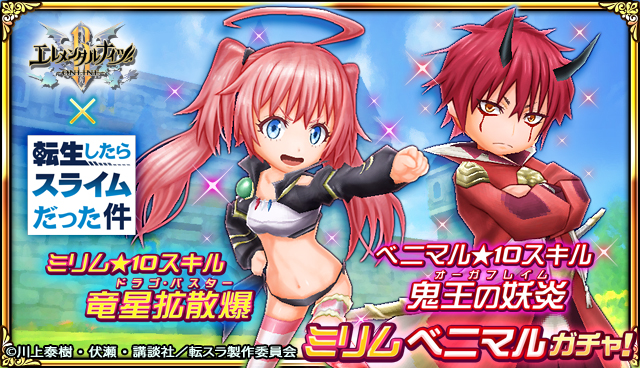 エレメンタルナイツ
ONLINE R
×
転生したら
スライム
だった件
ミリム★10スキル
ドラゴ・バスター
竜星拡散爆
ベニマル★10スキル
オーガフレイム
鬼王の妖炎
©川上泰樹・伏瀬・講談社／転スラ製作委員会
ミリム ベニマル ガチャ!